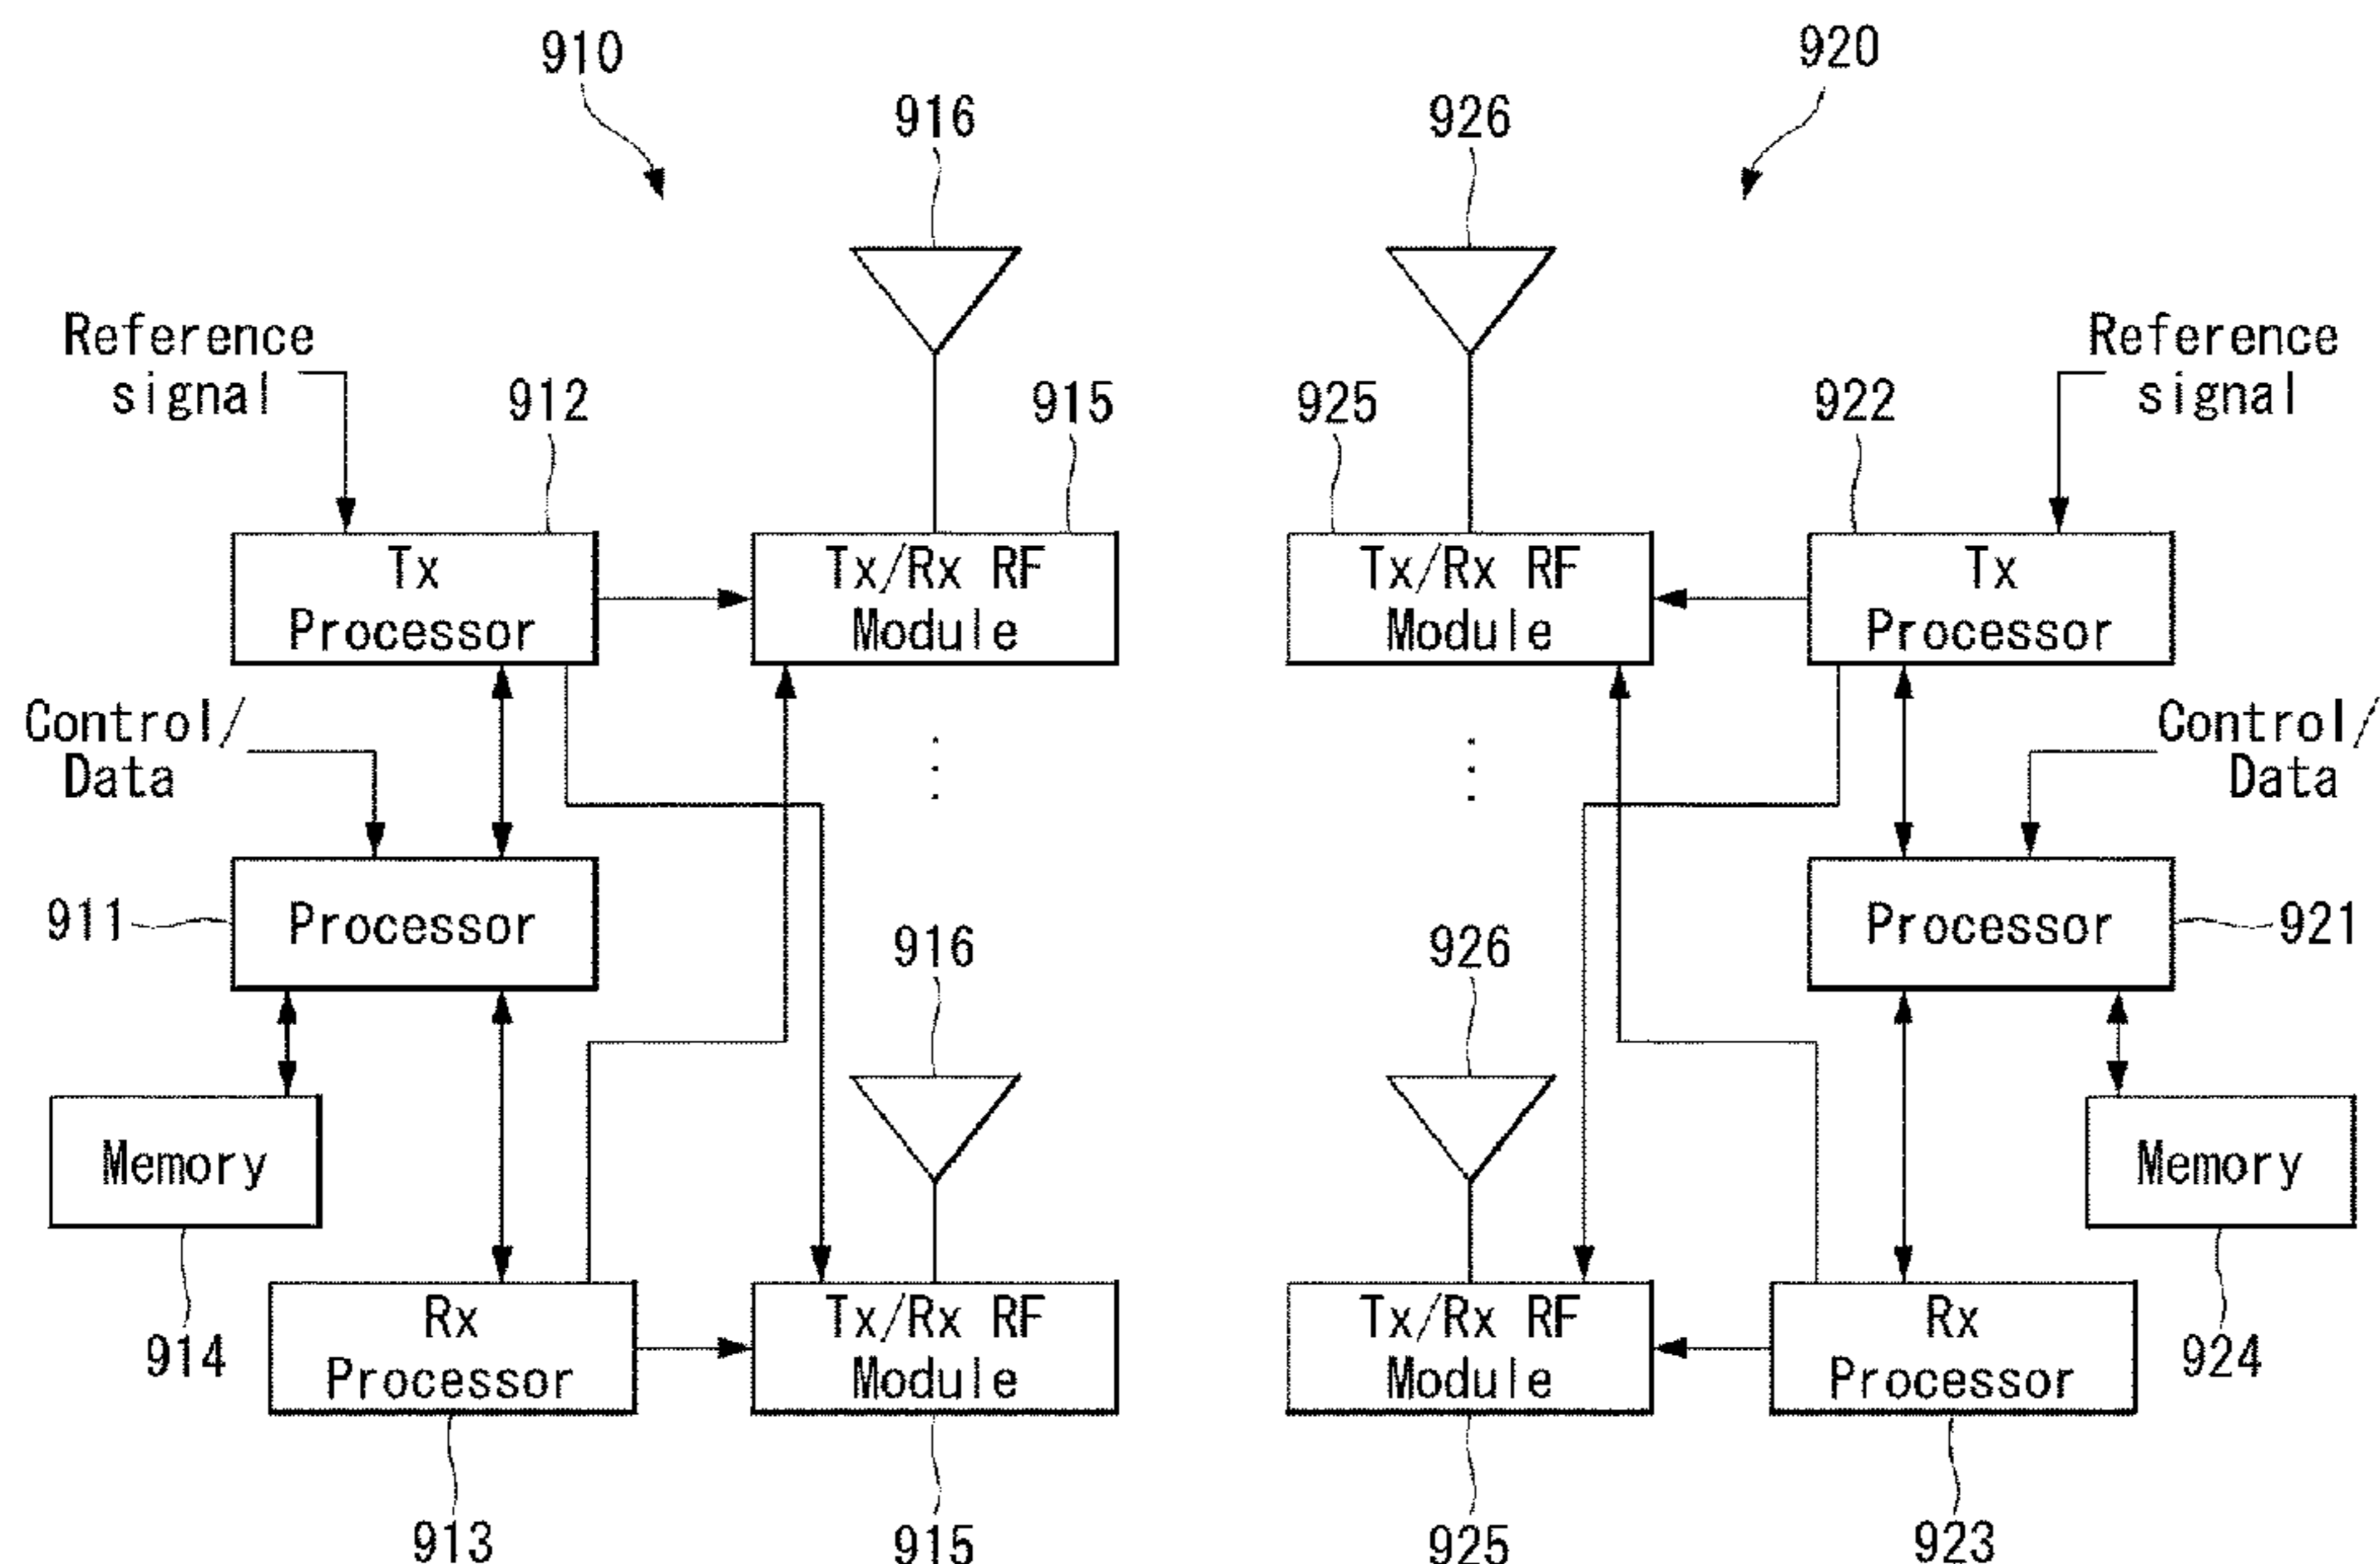 910
920
916
926
Reference
signal
912
915
925
922
Reference
signal
Tx
Processor
Tx/Rx RF
Module
Tx/Rx RF
Module
Tx
Processor
Control/
Data
Control/
Data
911
Processor
916
926
Processor
921
Memory
Memory
914
Rx
Processor
Tx/Rx RF
Module
Tx/Rx RF
Module
Rx
Processor
924
913
915
925
923